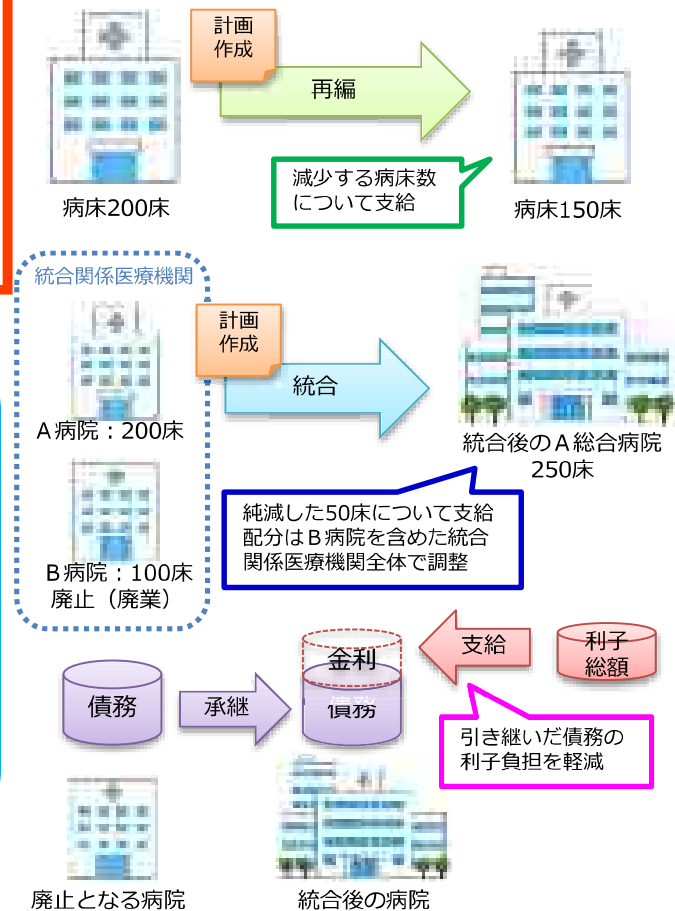 計画
作成
再編
減少する病床数
について支給
病床200床
病床150床
統合関係医療機関
計画
作成
統合
A病院：200床
統合後のA総合病院
250床
純減した50床について支給
配分はB病院を含めた統合
関係医療機関全体で調整
B病院：100床
廃止（廃業）
金利
支給
利子
総額
債務
承継
債務
引き継いだ債務の
利子負担を軽減
廃止となる病院
統合後の病院